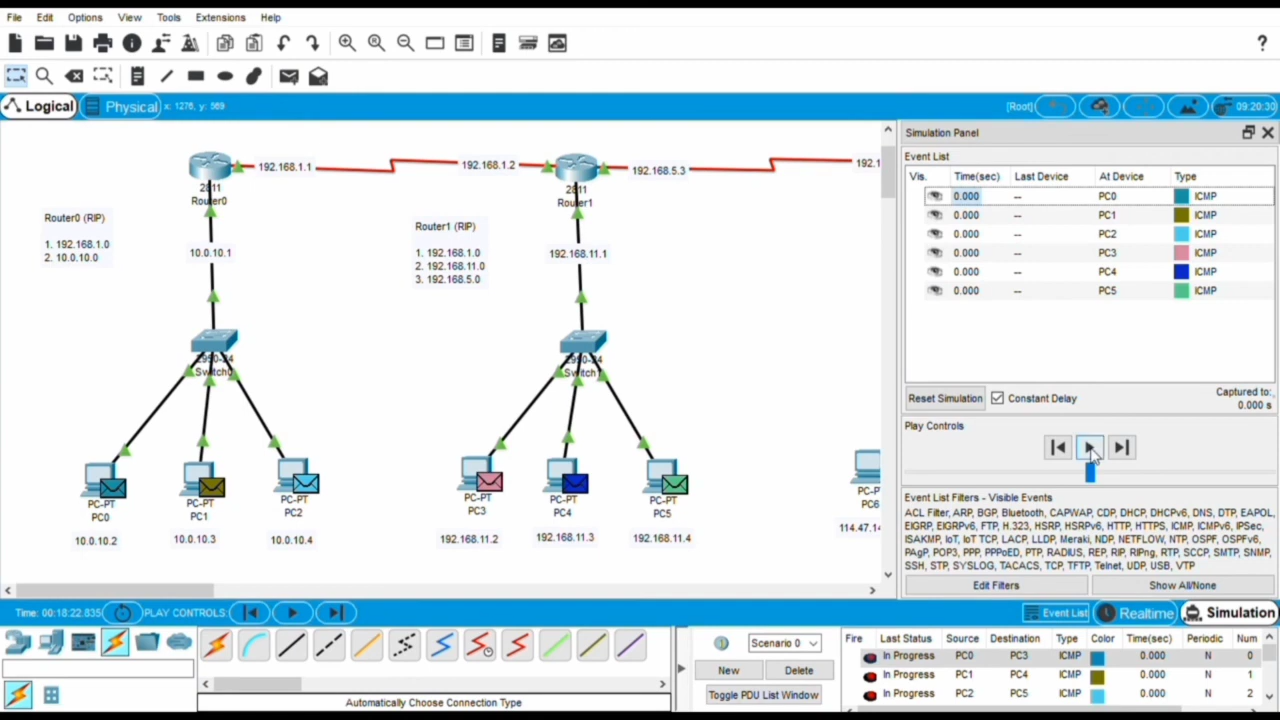 File Edit Options View Tools Extensions Help
Logical Physical x: 1276, y: 569 [Root] 09:20:30
Simulation Panel
Event List
Vis. Time(sec) Last Device At Device Type
0.000 -- PC0 ICMP
0.000 -- PC1 ICMP
0.000 -- PC2 ICMP
0.000 -- PC3 ICMP
0.000 -- PC4 ICMP
0.000 -- PC5 ICMP
Reset Simulation Constant Delay
Captured to:
0.000 s
Play Controls
Event List Filters - Visible Events
ACL Filter, ARP, BGP, Bluetooth, CAPWAP, CDP, DHCP, DHCPv6, DNS, DTP, EAPOL,
EIGRP, EIGRPv6, FTP, H.323, HSRP, HSRPv6, HTTP, HTTPS, ICMP, ICMPv6, IPSec,
ISAKMP, IoT, IoT TCP, LACP, LLDP, Meraki, NDP, NETFLOW, NTP, OSPF, OSPFv6,
PAgP, POP3, PPP, PPPoED, PTP, RADIUS, REP, RIP, RIPng, RTP, SCCP, SMTP, SNMP,
SSH, STP, SYSLOG, TACACS, TCP, TFTP, Telnet, UDP, USB, VTP
Edit Filters Show All/None
192.168.1.1 192.168.1.2 192.168.5.3 192.1
2811
Router0
2811
Router1
Router0 (RIP)
1. 192.168.1.0
2. 10.0.10.0
Router1 (RIP)
1. 192.168.1.0
2. 192.168.11.0
3. 192.168.5.0
10.0.10.1
192.168.11.1
2950-24
Switch0
2950-24
Switch1
PC-PT
PC0
PC-PT
PC1
PC-PT
PC2
PC-PT
PC3
PC-PT
PC4
PC-PT
PC5
PC-P
PC6
10.0.10.2 10.0.10.3 10.0.10.4 192.168.11.2 192.168.11.3 192.168.11.4 114.47.14
Time: 00:18:22.835 PLAY CONTROLS: Event List Realtime Simulation
Scenario 0
New Delete
Toggle PDU List Window
Automatically Choose Connection Type
Fire Last Status Source Destination Type Color Time(sec) Periodic Num
In Progress PC0 PC3 ICMP 0.000 N 0
In Progress PC1 PC4 ICMP 0.000 N 1
In Progress PC2 PC5 ICMP 0.000 N 2